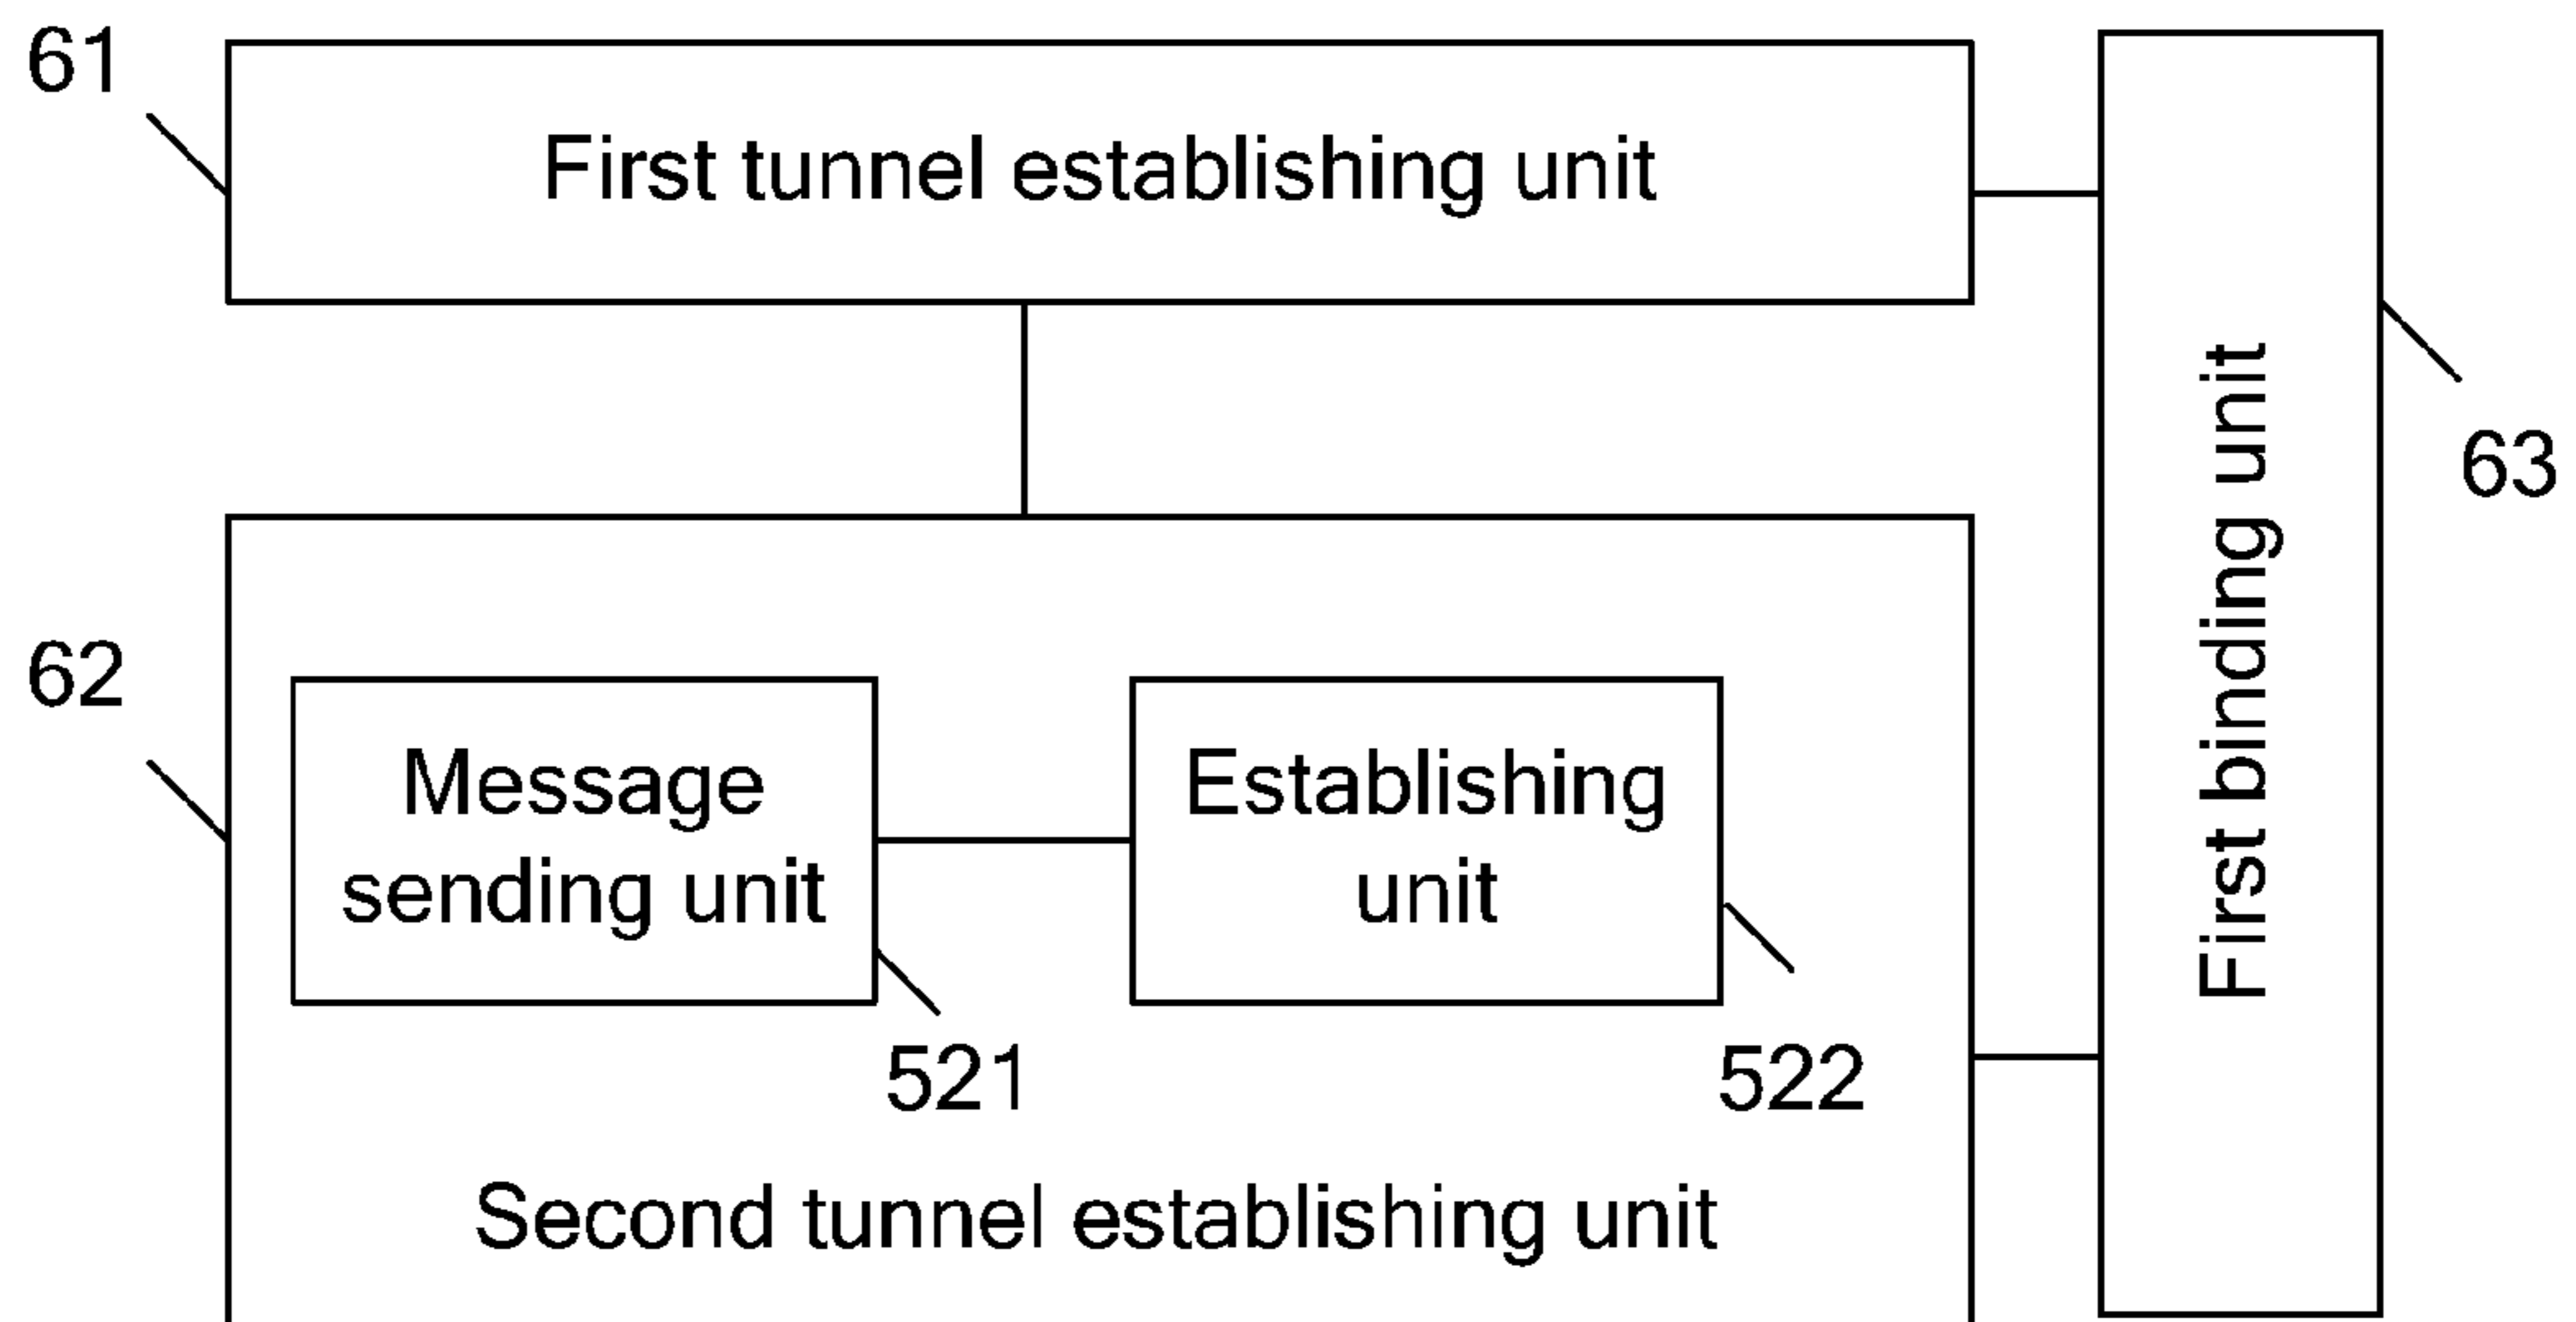 61
First tunnel establishing unit
First binding unit
63
62
Message
sending unit
Establishing
unit
521
522
Second tunnel establishing unit